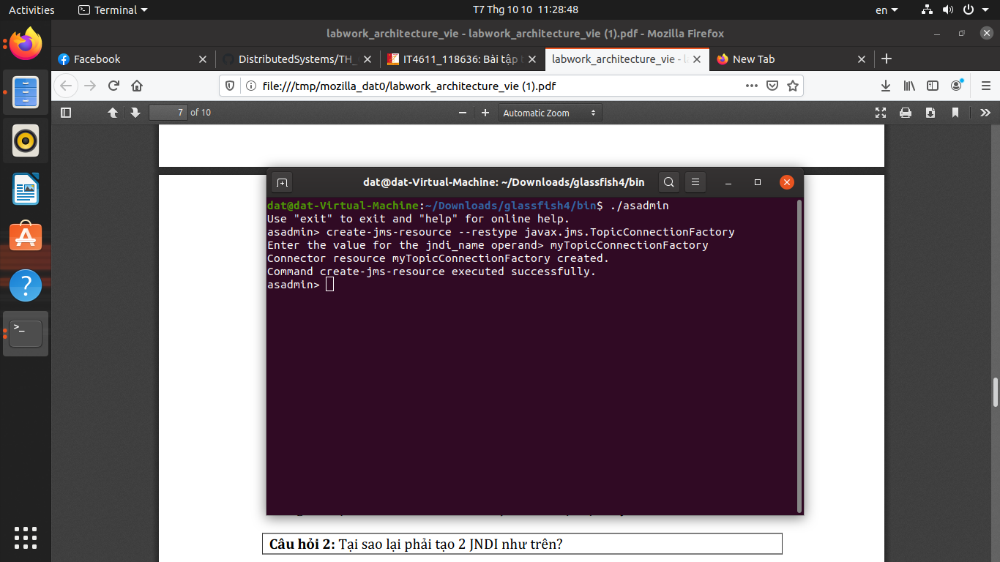 Activities Terminal T7 Thg 10 10 11:28:48 en
labwork_architecture_vie - labwork_architecture_vie (1).pdf - Mozilla Firefox
Facebook DistributedSystems/TH_ IT4611_118636: Bài tập labwork_architecture_vie - New Tab
file:///tmp/mozilla_dat0/labwork_architecture_vie (1).pdf
7 of 10 Automatic Zoom
dat@dat-Virtual-Machine: ~/Downloads/glassfish4/bin
dat@dat-Virtual-Machine:~/Downloads/glassfish4/bin$ ./asadmin
Use "exit" to exit and "help" for online help.
asadmin> create-jms-resource --restype javax.jms.TopicConnectionFactory
Enter the value for the jndi_name operand> myTopicConnectionFactory
Connector resource myTopicConnectionFactory created.
Command create-jms-resource executed successfully.
asadmin>
Câu hỏi 2: Tại sao lại phải tạo 2 JNDI như trên?